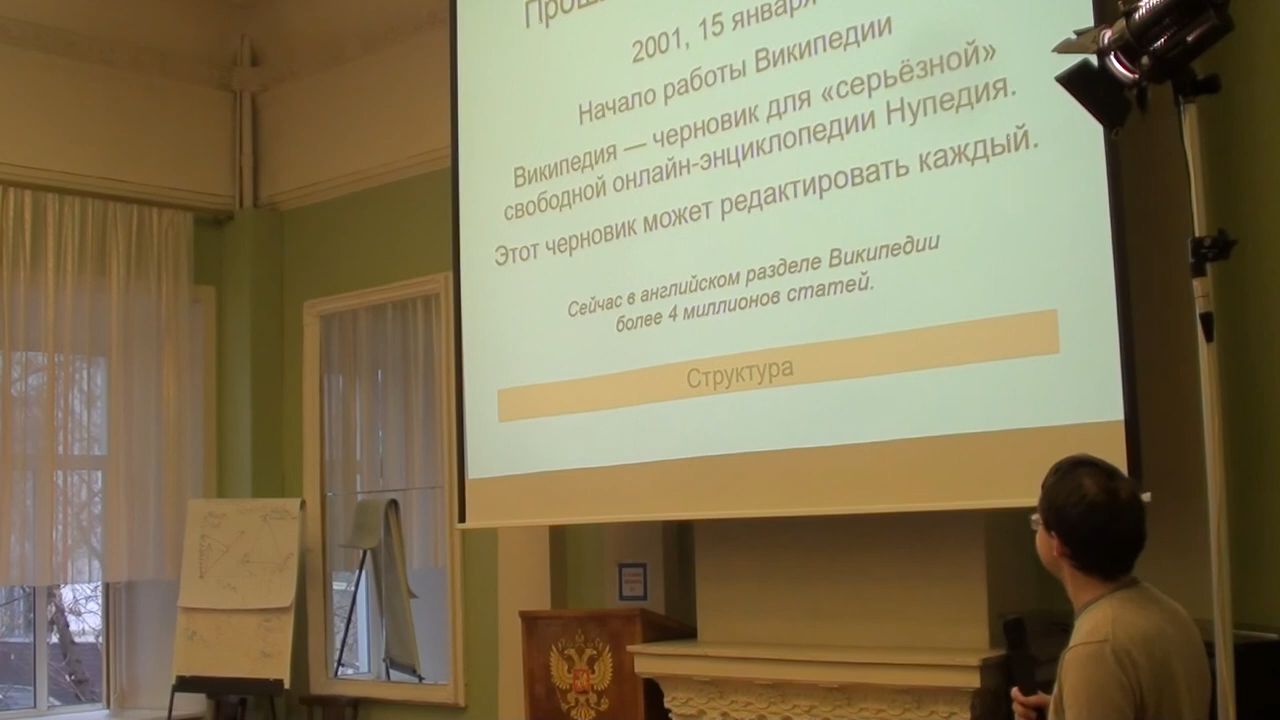 2001, 15 января
Начало работы Википедии
Википедия — черновик для «серьёзной»
свободной онлайн-энциклопедии Нупедия.
Этот черновик может редактировать каждый.
Сейчас в английском разделе Википедии
более 4 миллионов статей.
Структура